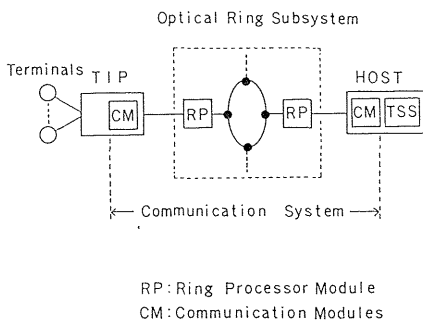 Optical Ring Subsystem
Terminals
TIP
HOST
CM
RP
RP
CM
TSS
Communication System
RP: Ring Processor Module
CM: Communication Modules